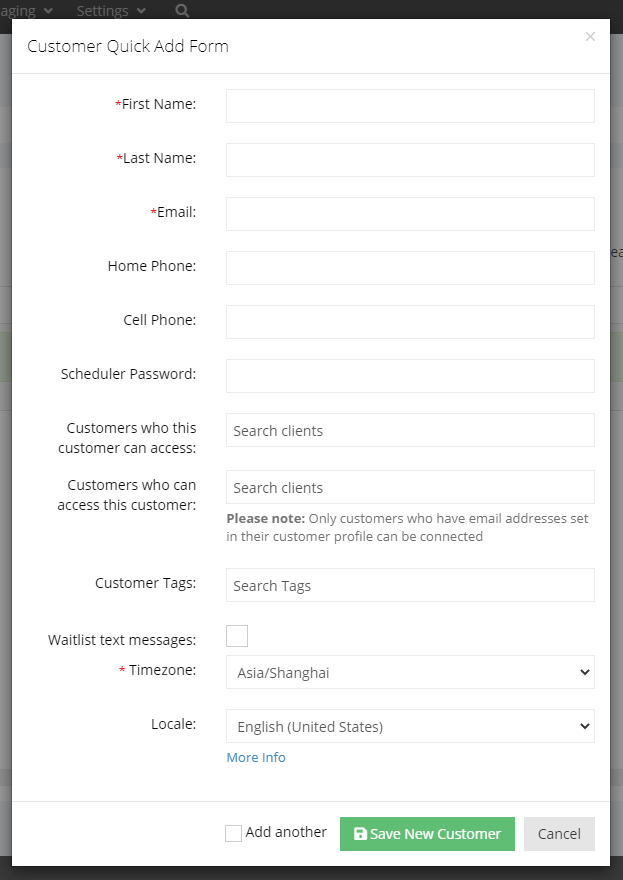 aging Settings
Customer Quick Add Form ×
*First Name:
*Last Name:
*Email:
Home Phone:
Cell Phone:
Scheduler Password:
Customers who this
customer can access:
Search clients
Customers who can
access this customer:
Search clients
Please note: Only customers who have email addresses set
in their customer profile can be connected
Customer Tags: Search Tags
Waitlist text messages:
* Timezone: Asia/Shanghai
Locale: English (United States)
More Info
Add another Save New Customer Cancel